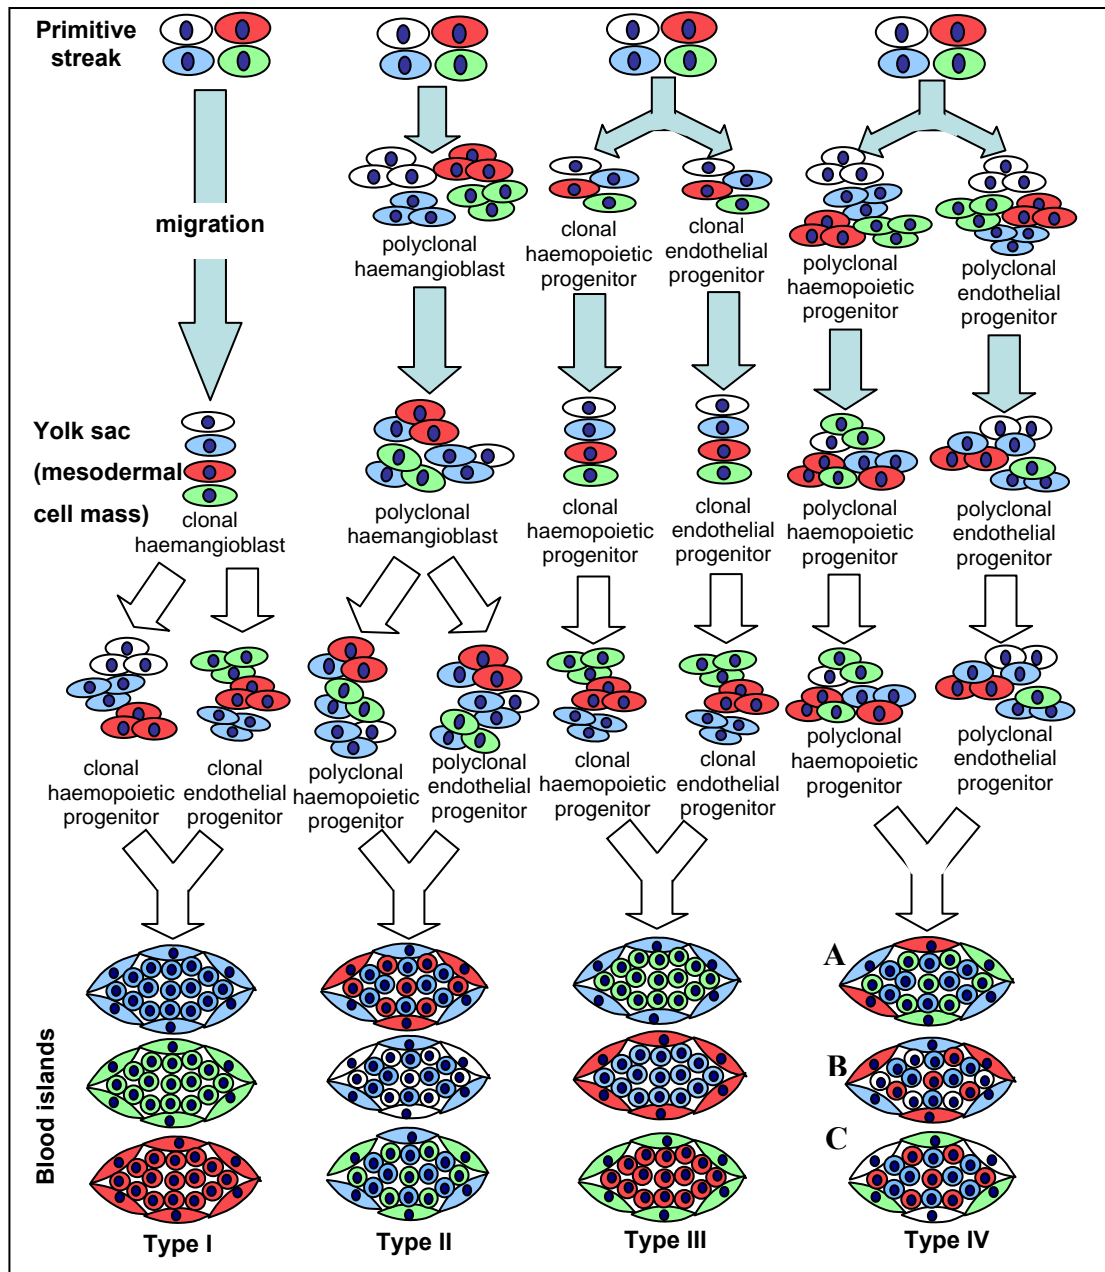 Primitive
streak
migration
polyclonal
haemangioblast
clonal
haemopoietic
progenitor
clonal
endothelial
progenitor
polyclonal
haemopoietic
progenitor
polyclonal
endothelial
progenitor
Yolk sac
(mesodermal
cell mass)
clonal
haemangioblast
polyclonal
haemangioblast
clonal
haemopoietic
progenitor
clonal
endothelial
progenitor
polyclonal
haemopoietic
progenitor
polyclonal
endothelial
progenitor
clonal
haemopoietic
progenitor
clonal
endothelial
progenitor
polyclonal
haemopoietic
progenitor
polyclonal
endothelial
progenitor
clonal
haemopoietic
progenitor
clonal
endothelial
progenitor
polyclonal
haemopoietic
progenitor
polyclonal
endothelial
progenitor
Blood islands
A
B
C
Type I
Type II
Type III
Type IV